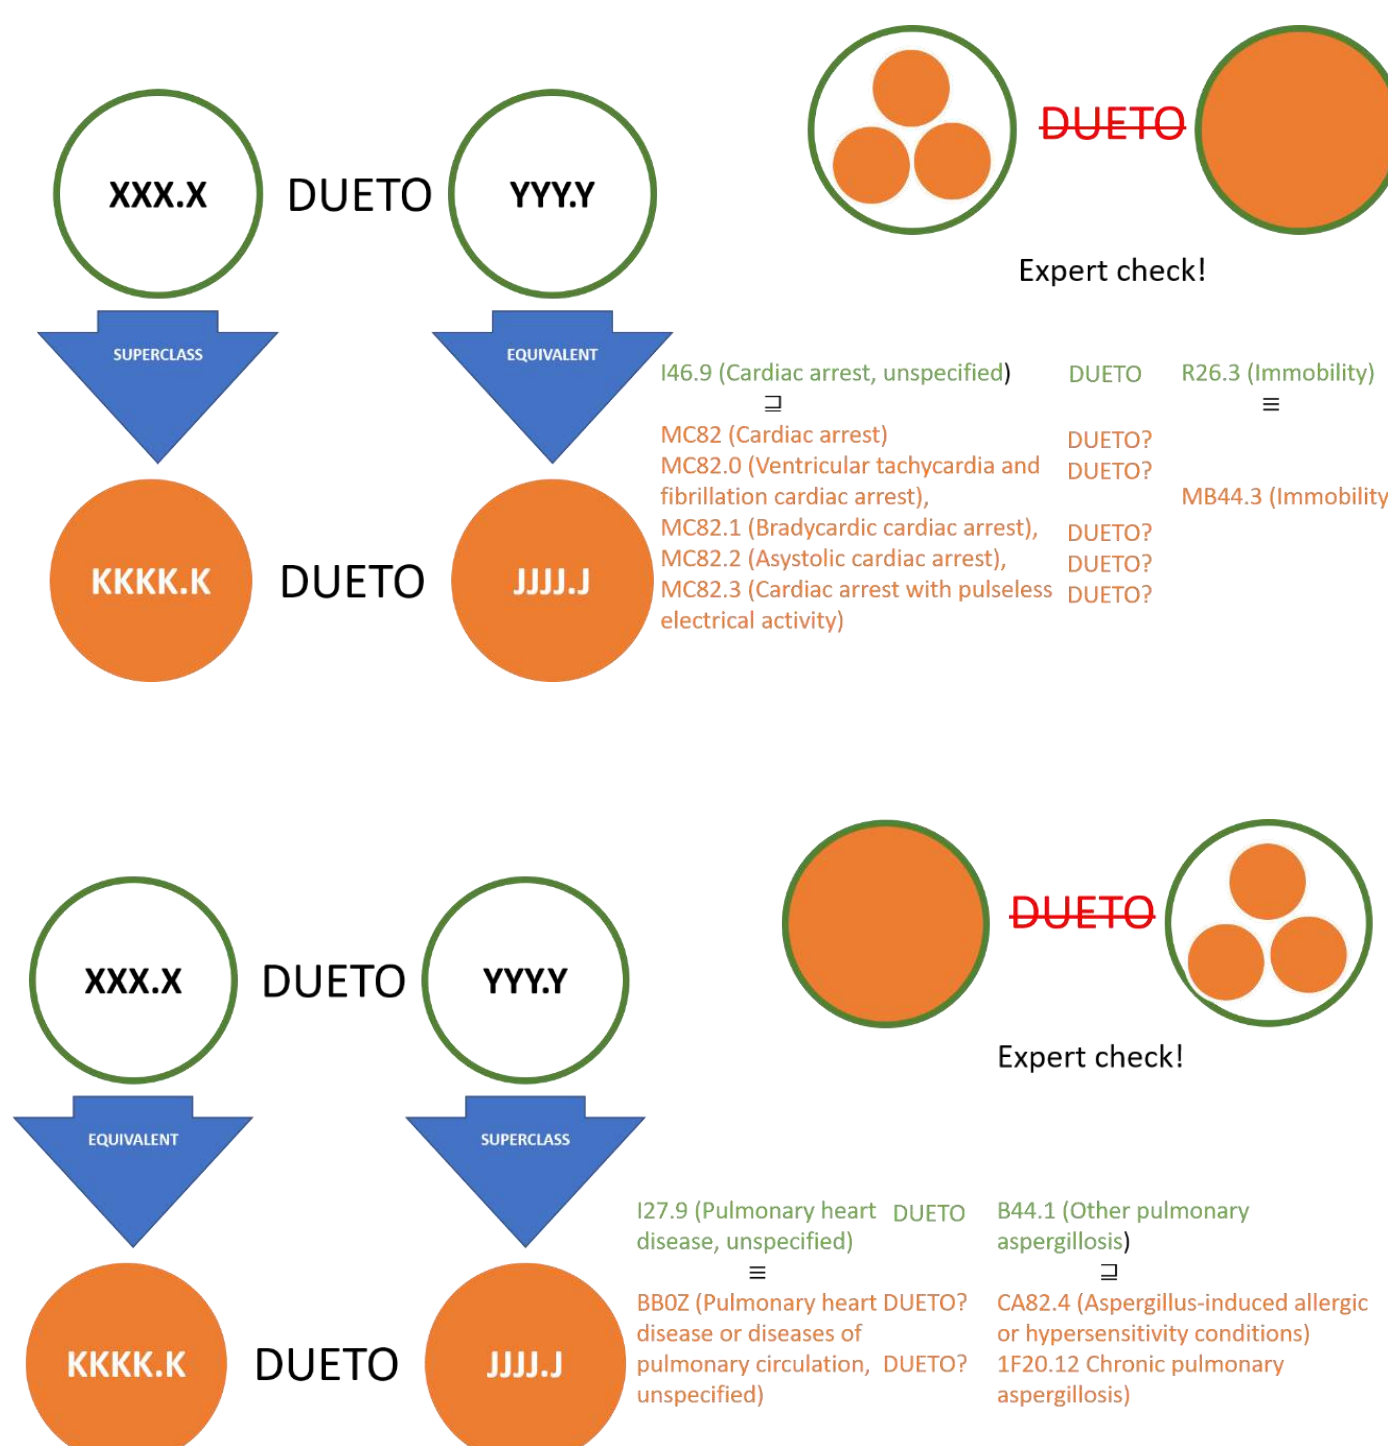 XXX.X DUETO YYY.Y
DUETO
Expert check!
SUPERCLASS EQUIVALENT
I46.9 (Cardiac arrest, unspecified) DUETO R26.3 (Immobility)
⊒ ≡
MC82 (Cardiac arrest) DUETO?
MC82.0 (Ventricular tachycardia and DUETO?
fibrillation cardiac arrest), MB44.3 (Immobility
MC82.1 (Bradycardic cardiac arrest), DUETO?
MC82.2 (Asystolic cardiac arrest), DUETO?
MC82.3 (Cardiac arrest with pulseless DUETO?
electrical activity)
KKKK.K DUETO JJJJ.J
XXX.X DUETO YYY.Y
DUETO
Expert check!
EQUIVALENT SUPERCLASS
I27.9 (Pulmonary heart DUETO B44.1 (Other pulmonary
disease, unspecified) aspergillosis)
≡ ⊒
BB0Z (Pulmonary heart DUETO? CA82.4 (Aspergillus-induced allergic
disease or diseases of or hypersensitivity conditions)
pulmonary circulation, DUETO? 1F20.12 Chronic pulmonary
unspecified) aspergillosis)
KKKK.K DUETO JJJJ.J